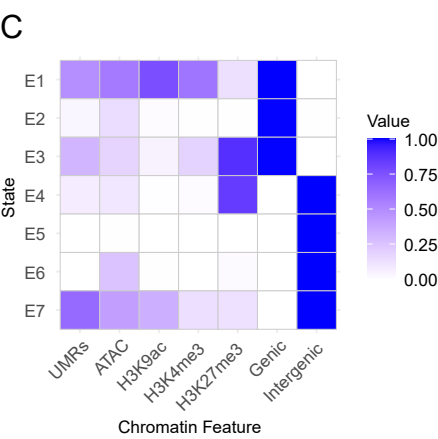 C
E1
E2
E3
E4
E5
E6
E7
State
UMRs
ATAC
H3K9ac
H3K4me3
H3K27me3
Genic
Intergenic
Chromatin Feature
Value
1.00
0.75
0.50
0.25
0.00